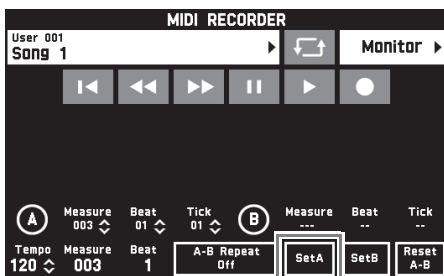 MIDI RECORDER
User 001
Song 1
Monitor
A Measure Beat Tick B Measure Beat Tick
003 01 01 --- -- --
Tempo Measure Beat A-B Repeat SetA SetB Reset
120 003 1 Off A-B